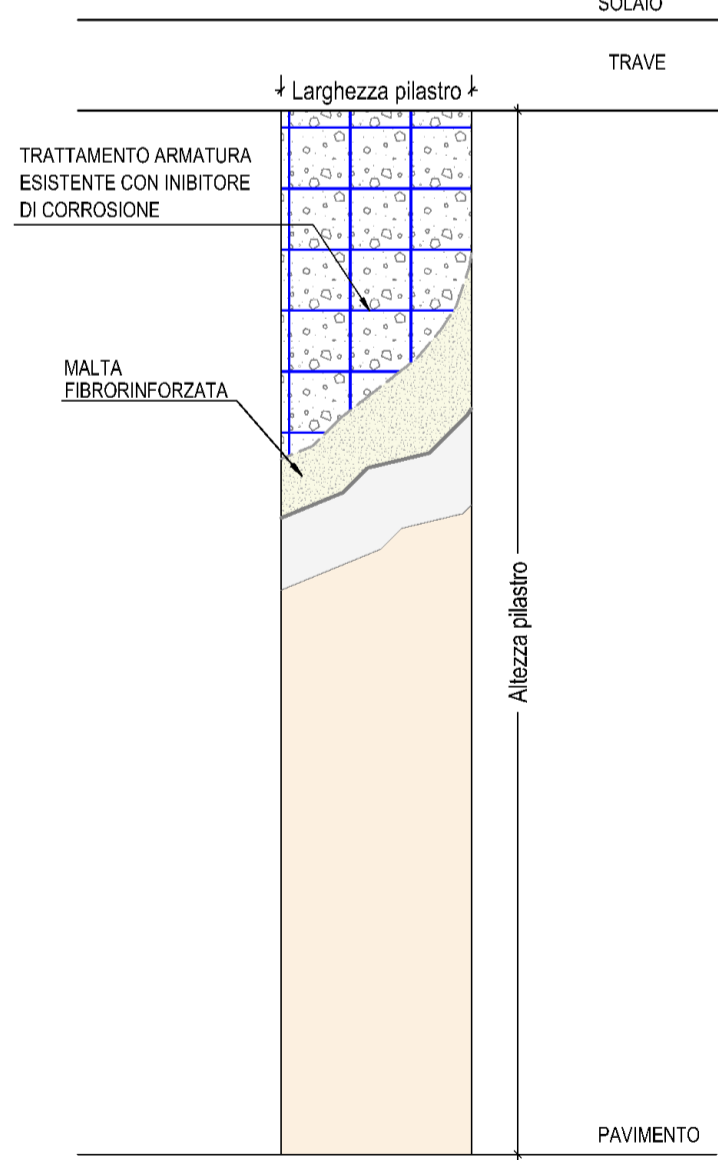 SOLAIO
TRAVE
Larghezza pilastro
TRATTAMENTO ARMATURA
ESISTENTE CON INIBITORE
DI CORROSIONE
MALTA
FIBRORINFORZATA
Altezza pilastro
PAVIMENTO